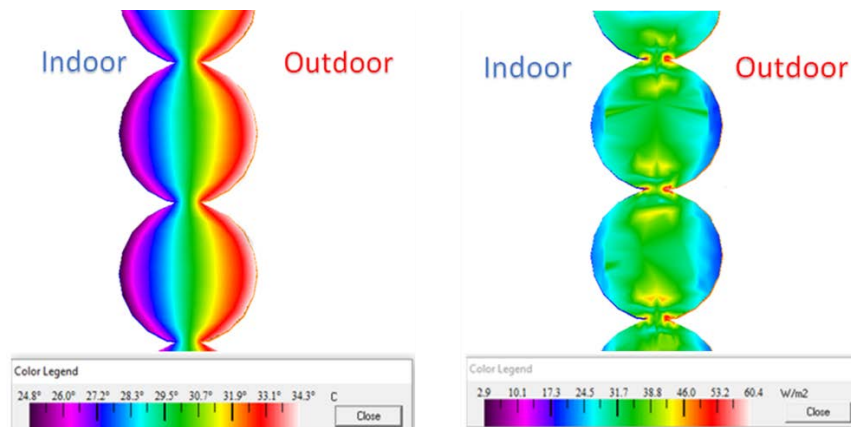 Indoor
Outdoor
Indoor
Outdoor
Color Legend
24.8° 26.0° 27.2° 28.3° 29.5° 30.7° 31.9° 33.1° 34.3° C
Close
Color Legend
2.9 10.1 17.3 24.5 31.7 38.8 46.0 53.2 60.4 W/m2
Close